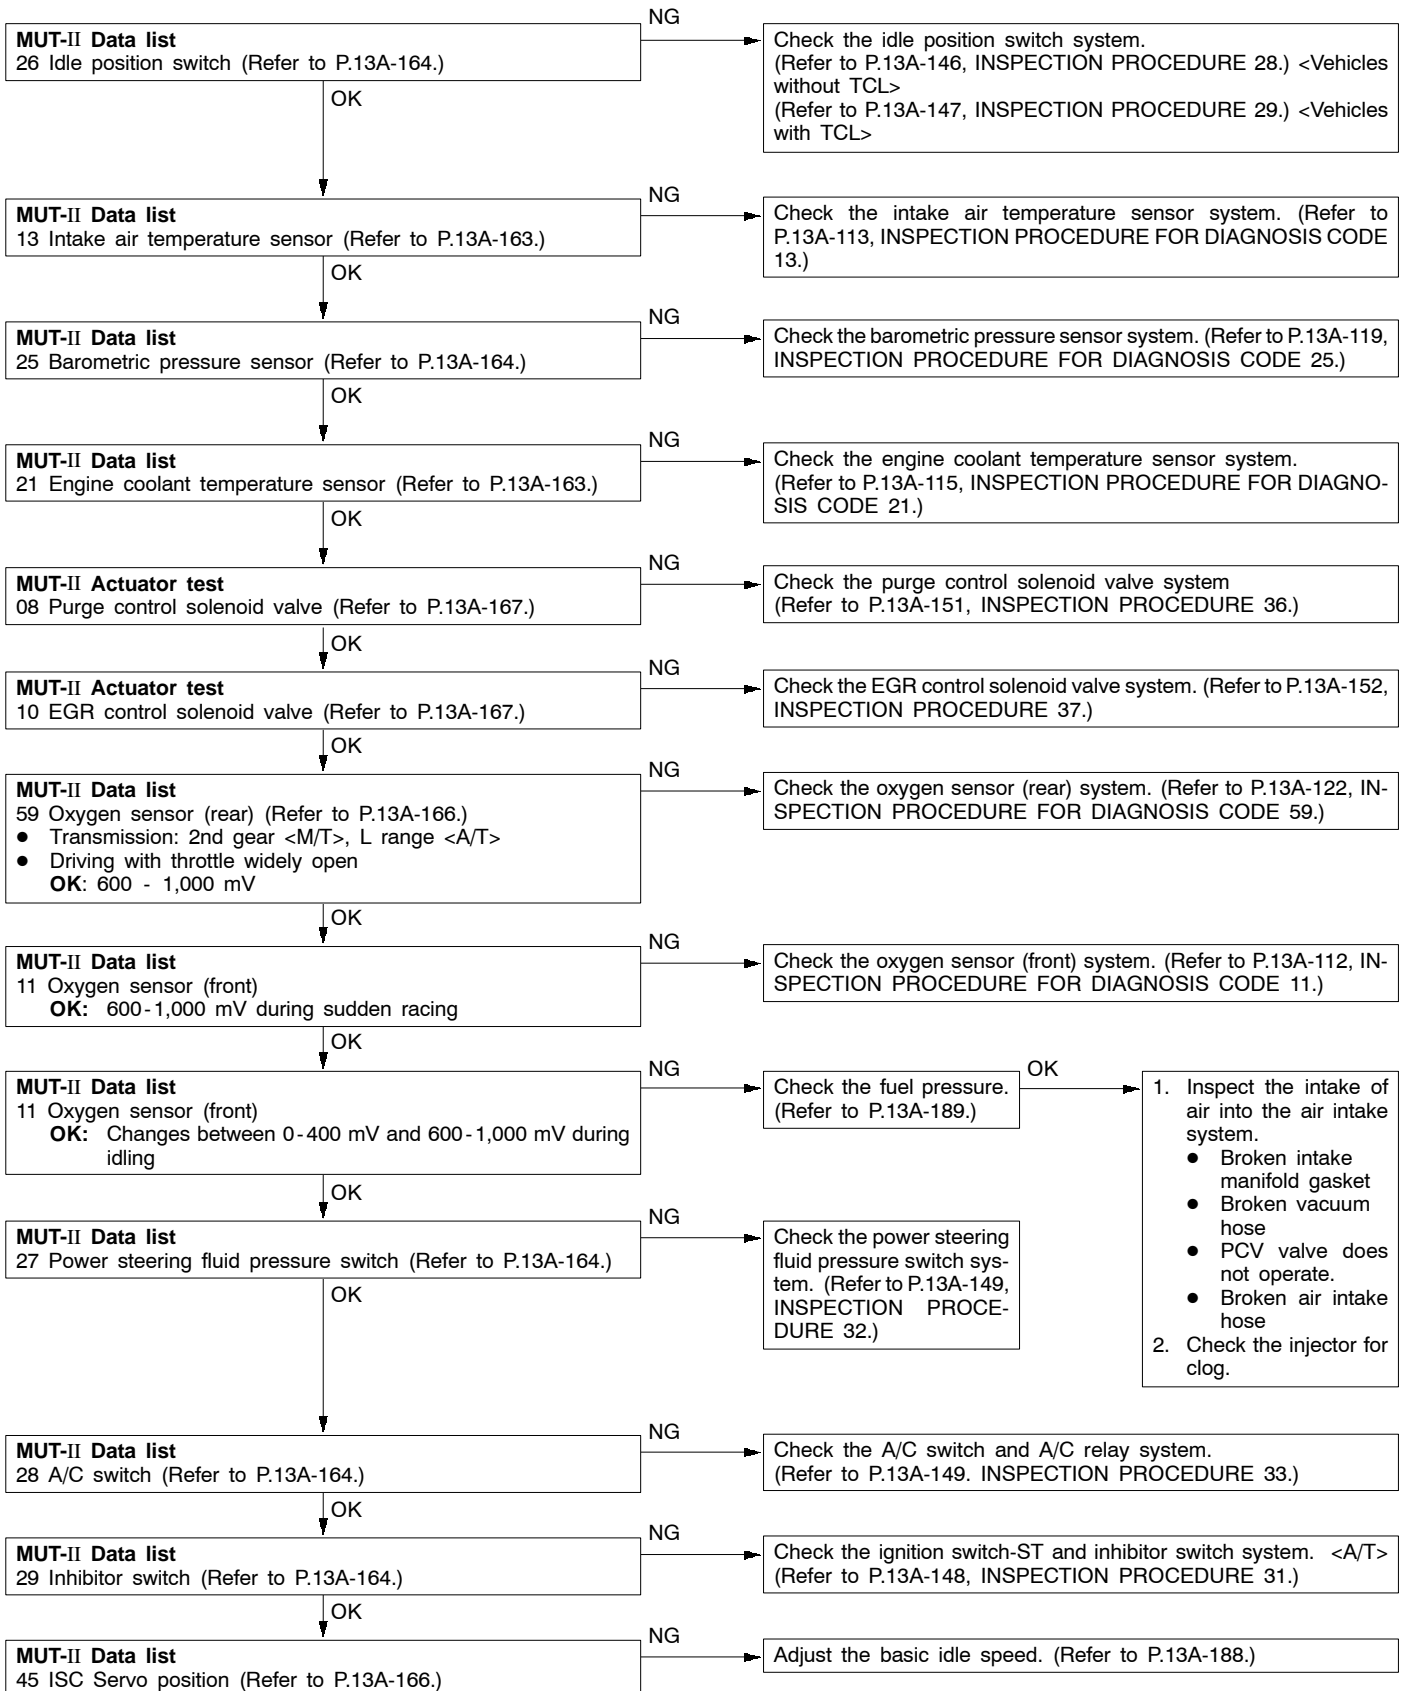 NG
MUT-II Data list
26 Idle position switch (Refer to P.13A-164.)
Check the idle position switch system.
(Refer to P.13A-146, INSPECTION PROCEDURE 28.) <Vehicles
without TCL>
(Refer to P.13A-147, INSPECTION PROCEDURE 29.) <Vehicles
with TCL>
OK
NG
MUT-II Data list
13 Intake air temperature sensor (Refer to P.13A-163.)
Check the intake air temperature sensor system. (Refer to
P.13A-113, INSPECTION PROCEDURE FOR DIAGNOSIS CODE
13.)
OK
NG
MUT-II Data list
25 Barometric pressure sensor (Refer to P.13A-164.)
Check the barometric pressure sensor system. (Refer to P.13A-119,
INSPECTION PROCEDURE FOR DIAGNOSIS CODE 25.)
OK
NG
MUT-II Data list
21 Engine coolant temperature sensor (Refer to P.13A-163.)
Check the engine coolant temperature sensor system.
(Refer to P.13A-115, INSPECTION PROCEDURE FOR DIAGNO-
SIS CODE 21.)
OK
NG
MUT-II Actuator test
08 Purge control solenoid valve (Refer to P.13A-167.)
Check the purge control solenoid valve system
(Refer to P.13A-151, INSPECTION PROCEDURE 36.)
OK
NG
MUT-II Actuator test
10 EGR control solenoid valve (Refer to P.13A-167.)
Check the EGR control solenoid valve system. (Refer to P.13A-152,
INSPECTION PROCEDURE 37.)
OK
NG
MUT-II Data list
59 Oxygen sensor (rear) (Refer to P.13A-166.)
● Transmission: 2nd gear <M/T>, L range <A/T>
● Driving with throttle widely open
OK: 600 - 1,000 mV
Check the oxygen sensor (rear) system. (Refer to P.13A-122, IN-
SPECTION PROCEDURE FOR DIAGNOSIS CODE 59.)
OK
NG
MUT-II Data list
11 Oxygen sensor (front)
OK: 600-1,000 mV during sudden racing
Check the oxygen sensor (front) system. (Refer to P.13A-112, IN-
SPECTION PROCEDURE FOR DIAGNOSIS CODE 11.)
OK
NG
MUT-II Data list
11 Oxygen sensor (front)
OK: Changes between 0-400 mV and 600-1,000 mV during
idling
Check the fuel pressure.
(Refer to P.13A-189.)
OK
1. Inspect the intake of
air into the air intake
system.
● Broken intake
manifold gasket
● Broken vacuum
hose
● PCV valve does
not operate.
● Broken air intake
hose
2. Check the injector for
clog.
OK
NG
MUT-II Data list
27 Power steering fluid pressure switch (Refer to P.13A-164.)
Check the power steering
fluid pressure switch sys-
tem. (Refer to P.13A-149,
INSPECTION PROCE-
DURE 32.)
OK
NG
MUT-II Data list
28 A/C switch (Refer to P.13A-164.)
Check the A/C switch and A/C relay system.
(Refer to P.13A-149. INSPECTION PROCEDURE 33.)
OK
NG
MUT-II Data list
29 Inhibitor switch (Refer to P.13A-164.)
Check the ignition switch-ST and inhibitor switch system. <A/T>
(Refer to P.13A-148, INSPECTION PROCEDURE 31.)
OK
NG
MUT-II Data list
45 ISC Servo position (Refer to P.13A-166.)
Adjust the basic idle speed. (Refer to P.13A-188.)